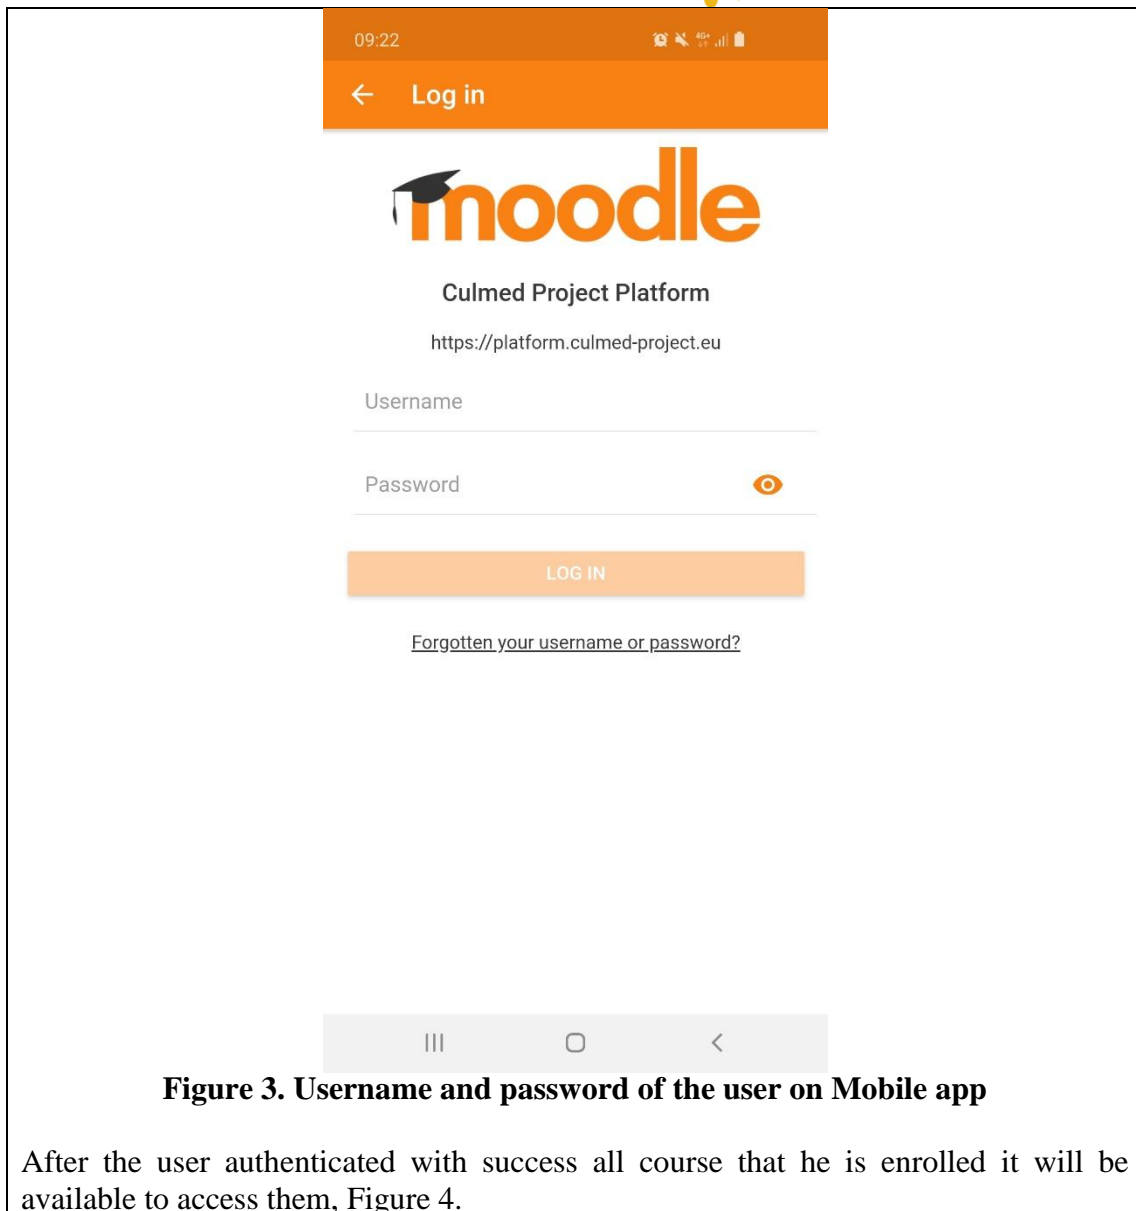 09:22
4G+
Log in
moodle
Culmed Project Platform
https://platform.culmed-project.eu
Username
Password
LOG IN
Forgotten your username or password?
Figure 3. Username and password of the user on Mobile app
After the user authenticated with success all course that he is enrolled it will be
available to access them, Figure 4.